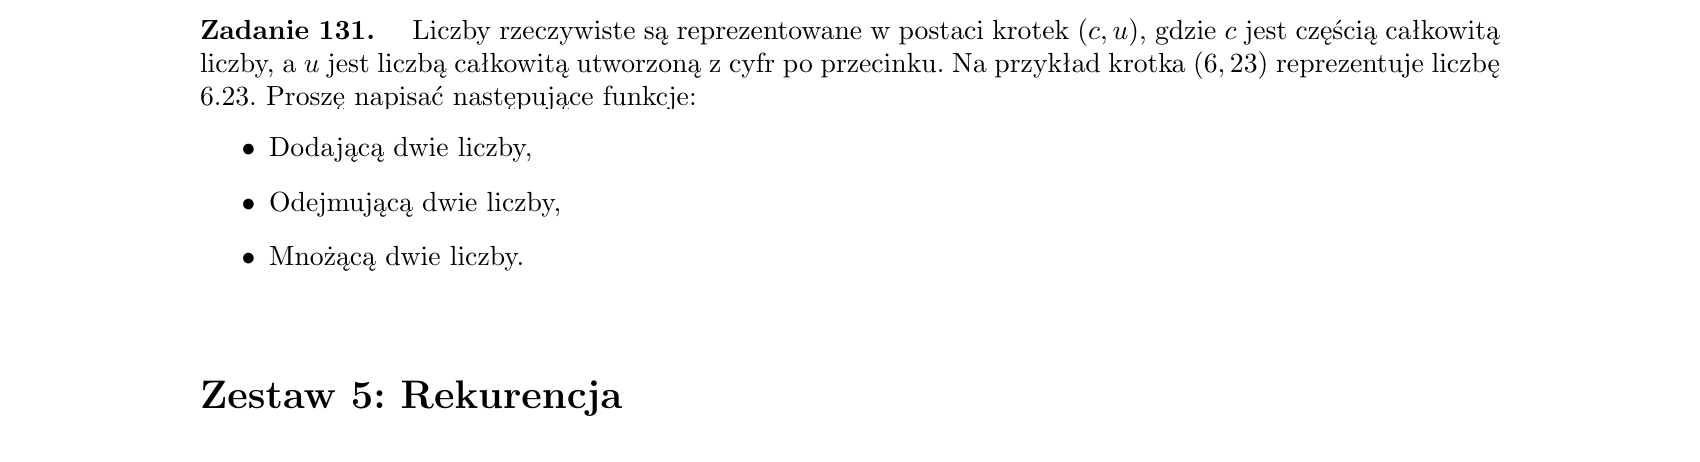 Zadanie 131. Liczby rzeczywiste są reprezentowane w postaci krotek (c, u), gdzie c jest częścią całkowitą
liczby, a u jest liczbą całkowitą utworzoną z cyfr po przecinku. Na przykład krotka (6, 23) reprezentuje liczbę
6.23. Proszę napisać następujące funkcje:
• Dodającą dwie liczby,
• Odejmującą dwie liczby,
• Mnożącą dwie liczby.
Zestaw 5: Rekurencja